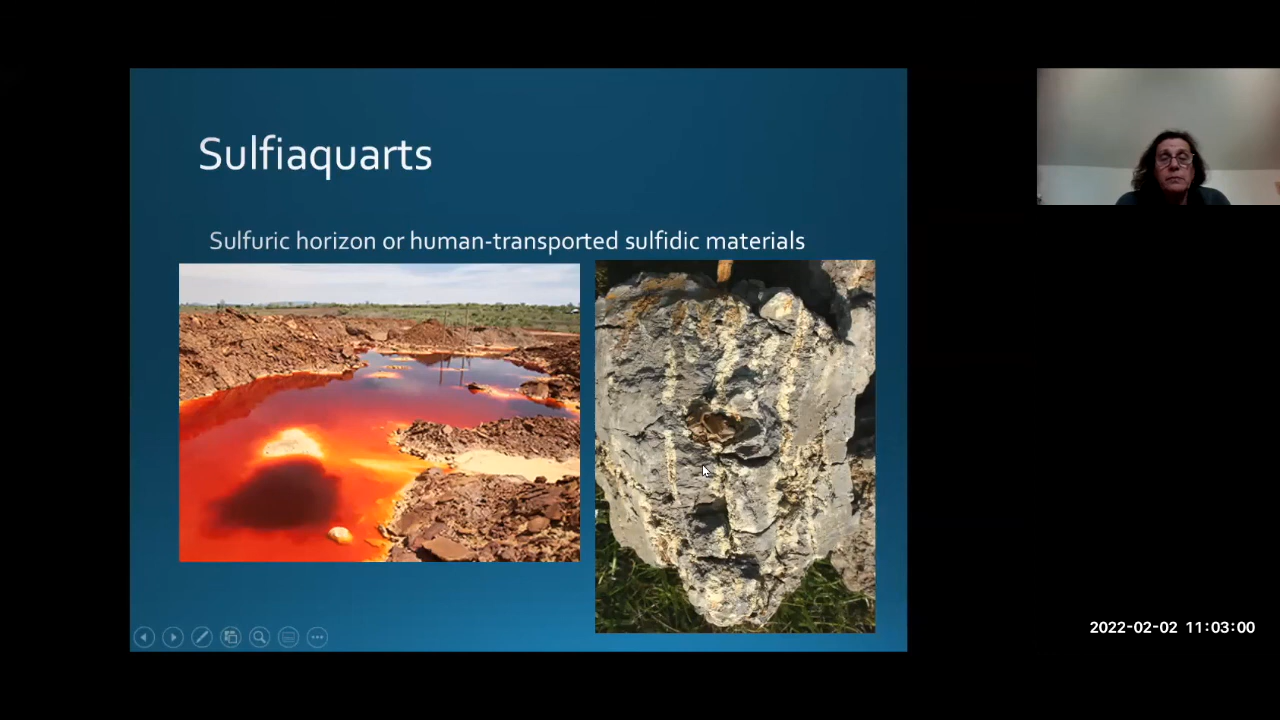 Sulfiaquarts
Sulfuric horizon or human-transported sulfidic materials
2022-02-02 11:03:00